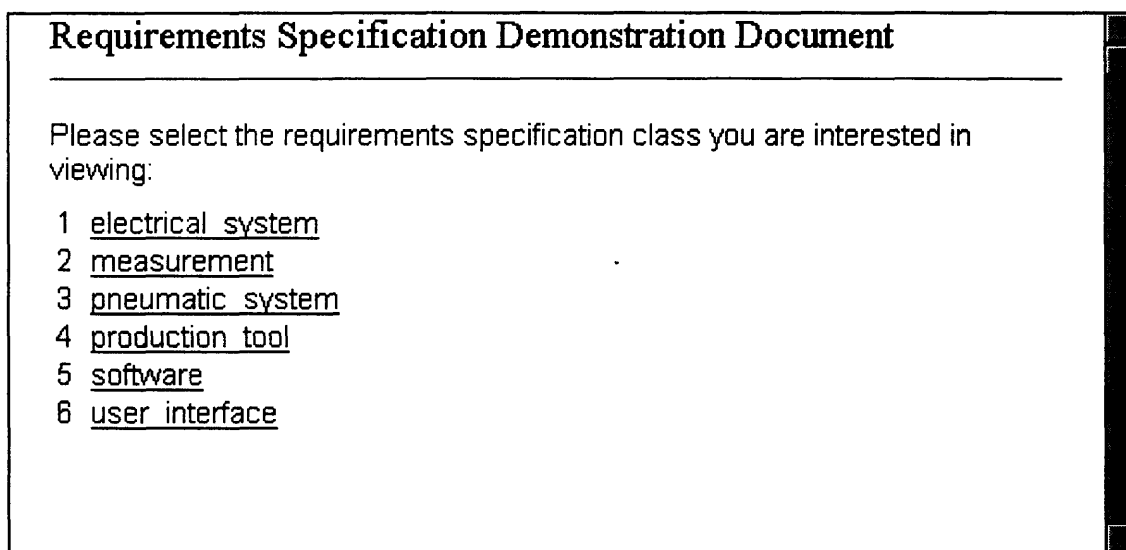 Requirements Specification Demonstration Document
Please select the requirements specification class you are interested in
viewing:
1 electrical system
2 measurement
3 pneumatic system
4 production tool
5 software
6 user interface